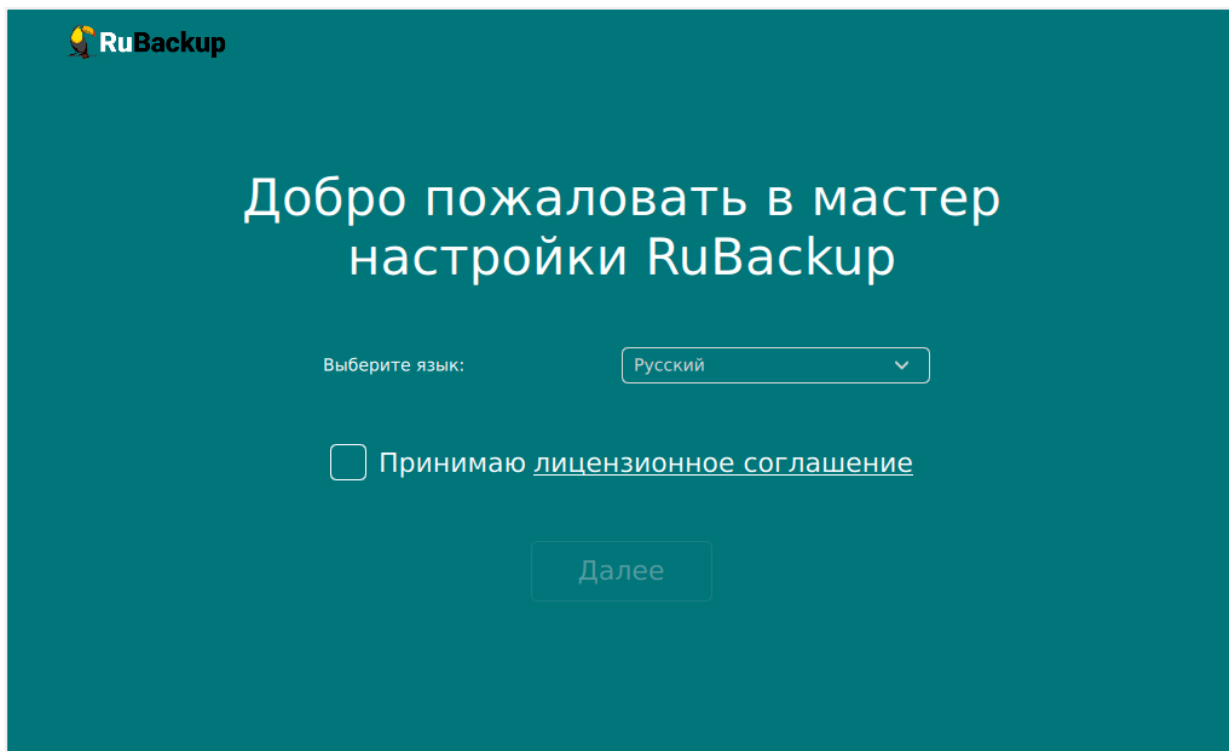 RuBackup
Добро пожаловать в мастер
настройки RuBackup
Выберите язык:
Русский
Принимаю лицензионное соглашение
Далее